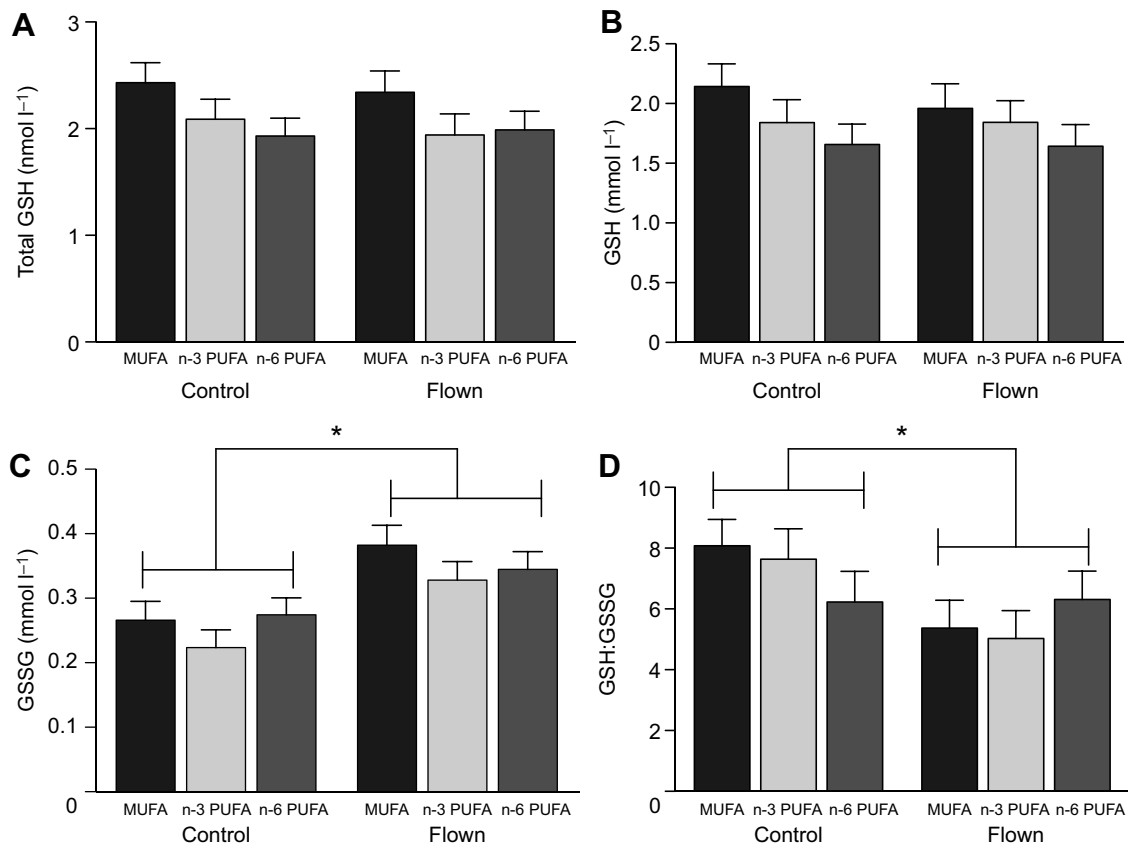 A
3
2
1
0
Total GSH (nmol l⁻¹)
MUFA n-3 PUFA n-6 PUFA MUFA n-3 PUFA n-6 PUFA
Control Flown
B
2.5
2.0
1.5
1.0
0.5
0
GSH (mmol l⁻¹)
MUFA n-3 PUFA n-6 PUFA MUFA n-3 PUFA n-6 PUFA
Control Flown
C
*
0.5
0.4
0.3
0.2
0.1
0
GSSG (mmol l⁻¹)
MUFA n-3 PUFA n-6 PUFA MUFA n-3 PUFA n-6 PUFA
Control Flown
D
*
10
8
6
4
2
0
GSH:GSSG
MUFA n-3 PUFA n-6 PUFA MUFA n-3 PUFA n-6 PUFA
Control Flown